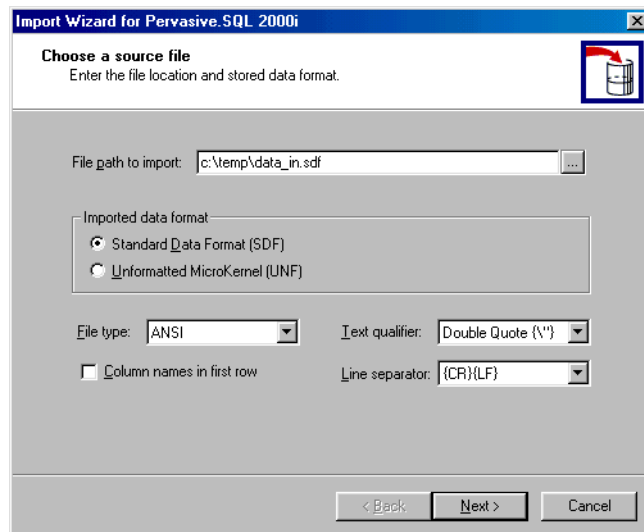 Import Wizard for Pervasive.SQL 2000i
Choose a source file
Enter the file location and stored data format.
File path to import: c:\temp\data_in.sdf ...
Imported data format
Standard Data Format (SDF)
Unformatted MicroKernel (UNF)
File type: ANSI Text qualifier: Double Quote {\"}
Column names in first row Line separator: {CR}{LF}
< Back Next > Cancel